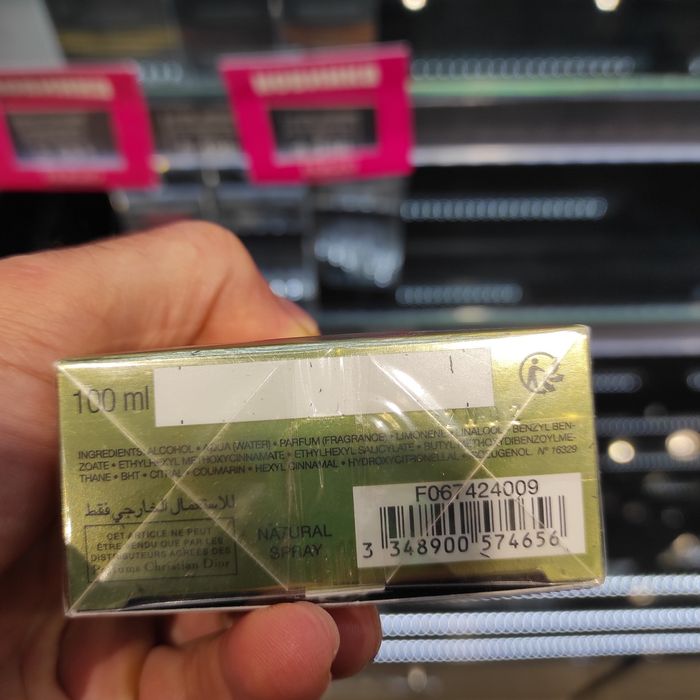 100 ml
INGREDIENTS: ALCOHOL • AQUA (WATER) • PARFUM (FRAGRANCE) • LIMONENE • LINALOOL • BENZYL BEN-
ZOATE • ETHYLHEXYL METHOXYCINNAMATE • ETHYLHEXYL SALICYLATE • BUTYL METHOXYDIBENZOYLME-
THANE • BHT • CITRAL • COUMARIN • HEXYL CINNAMAL • HYDROXYCITRONELLAL • ISOEUGENOL. N° 16329
للاستعمال الخارجي فقط
CET ARTICLE NE PEUT
ÊTRE VENDU QUE PAR LES
DISTRIBUTEURS AGRÉÉS DES
Parfums Christian Dior
NATURAL
SPRAY
F067424009
3 348900 574656